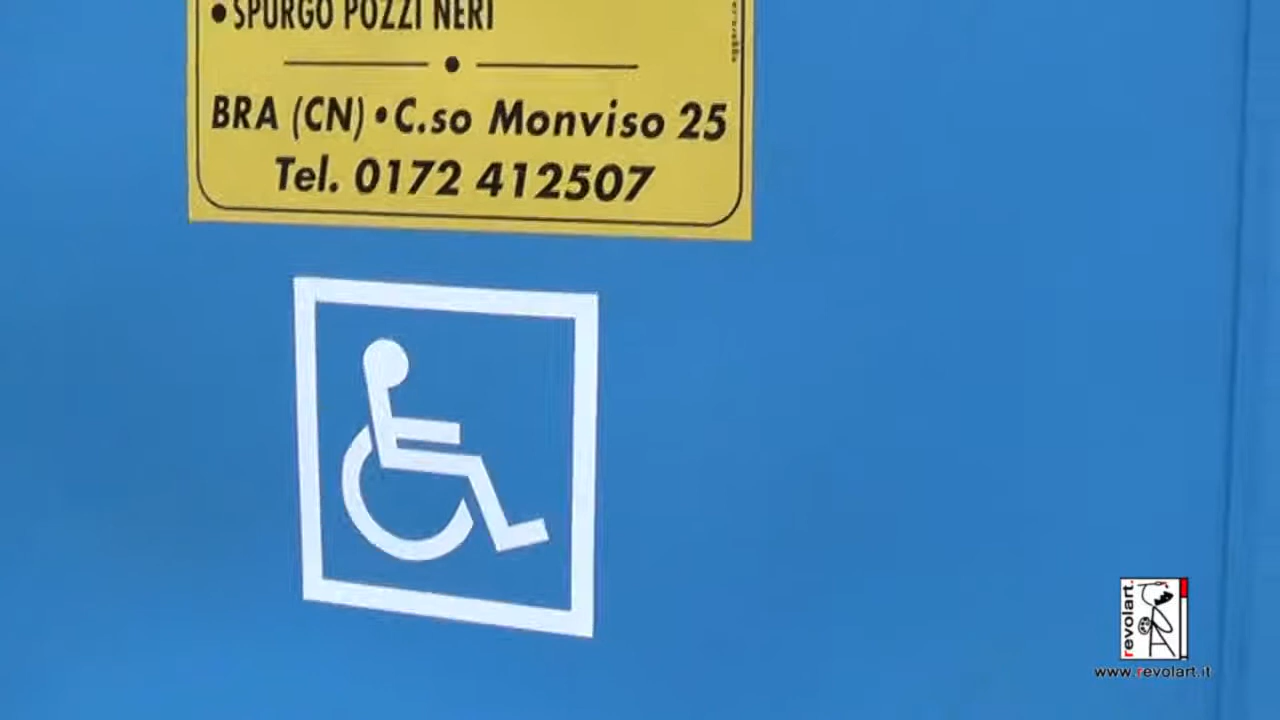 • SPURGO POZZI NERI
BRA (CN) • C.so Monviso 25
Tel. 0172 412507
revolart.
www.revolart.it